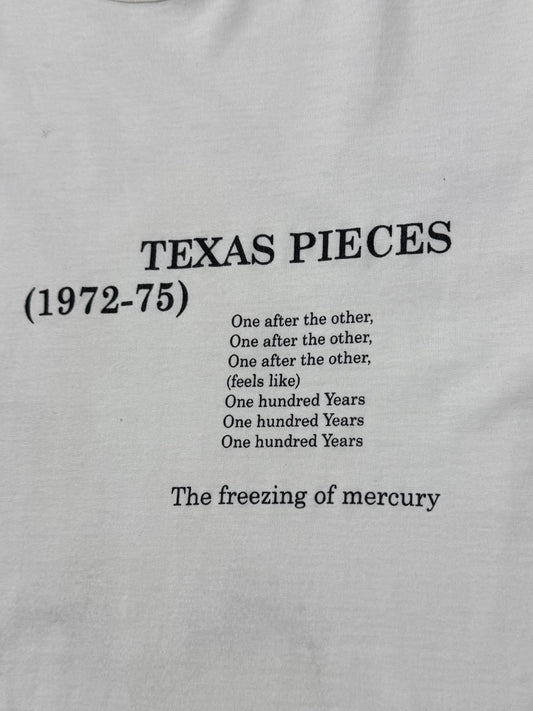 TEXAS PIECES
(1972-75)
One after the other,
One after the other,
One after the other,
(feels like)
One hundred Years
One hundred Years
One hundred Years
The freezing of mercury